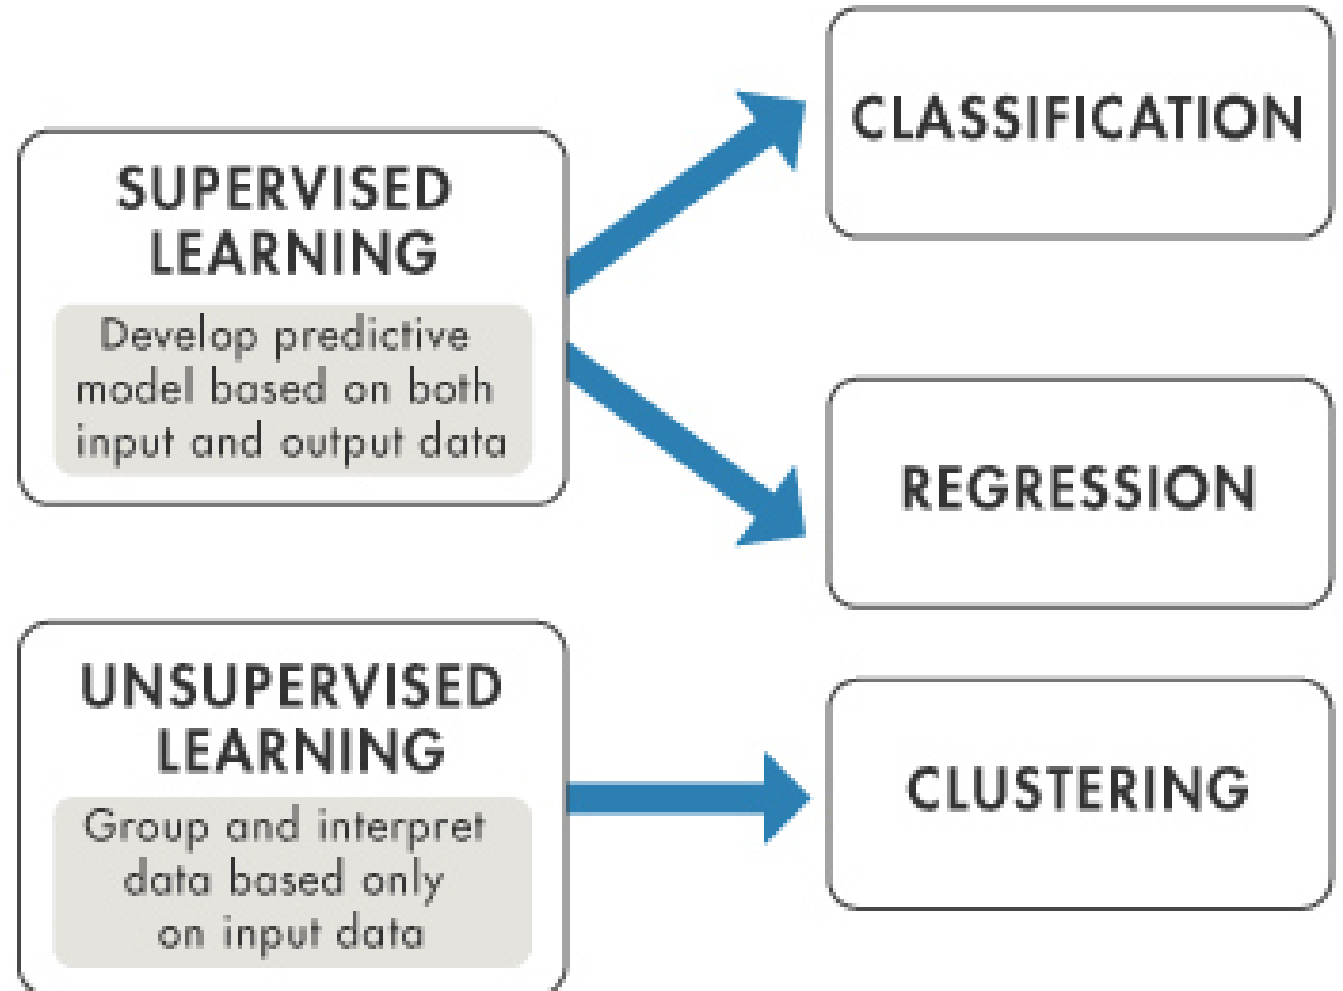 SUPERVISED
LEARNING
Develop predictive
model based on both
input and output data
CLASSIFICATION
REGRESSION
UNSUPERVISED
LEARNING
Group and interpret
data based only
on input data
CLUSTERING